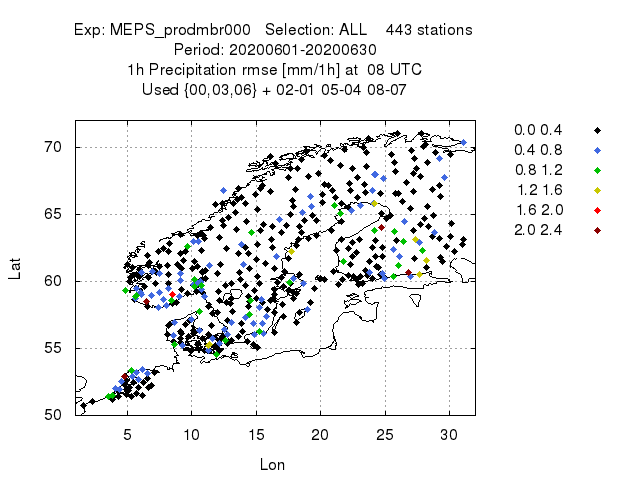 Exp: MEPS_prodmbr000 Selection: ALL 443 stations
Period: 20200601-20200630
1h Precipitation rmse [mm/1h] at 08 UTC
Used {00,03,06} + 02-01 05-04 08-07
0.0 0.4
0.4 0.8
0.8 1.2
1.2 1.6
1.6 2.0
2.0 2.4
70
65
60
55
50
Lat
5 10 15 20 25 30
Lon